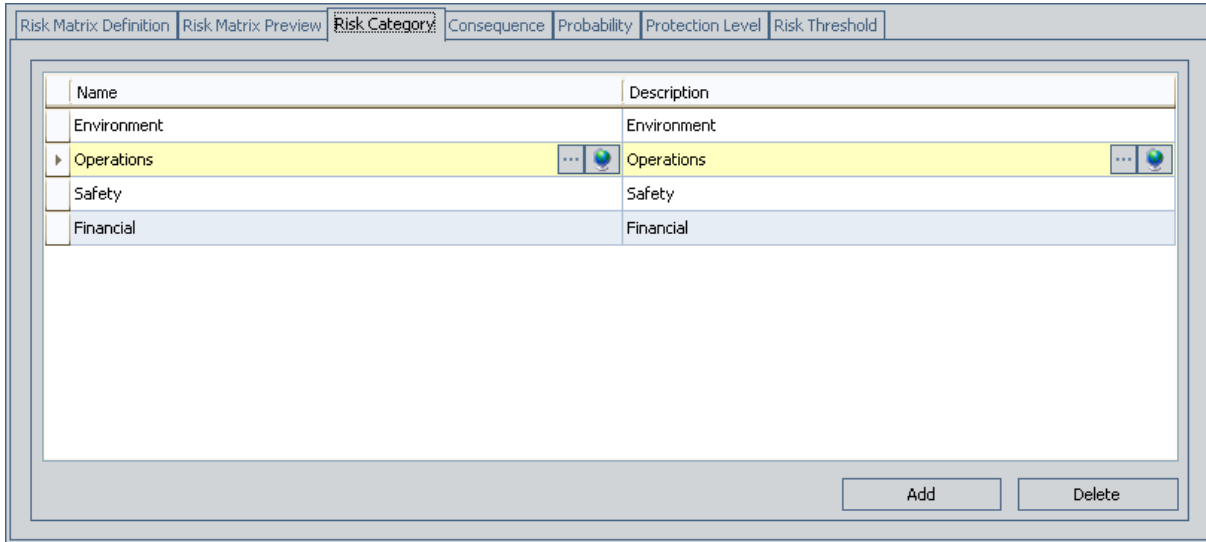 Risk Matrix Definition Risk Matrix Preview Risk Category Consequence Probability Protection Level Risk Threshold
Name Description
Environment Environment
Operations ... Operations ...
Safety Safety
Financial Financial
Add Delete